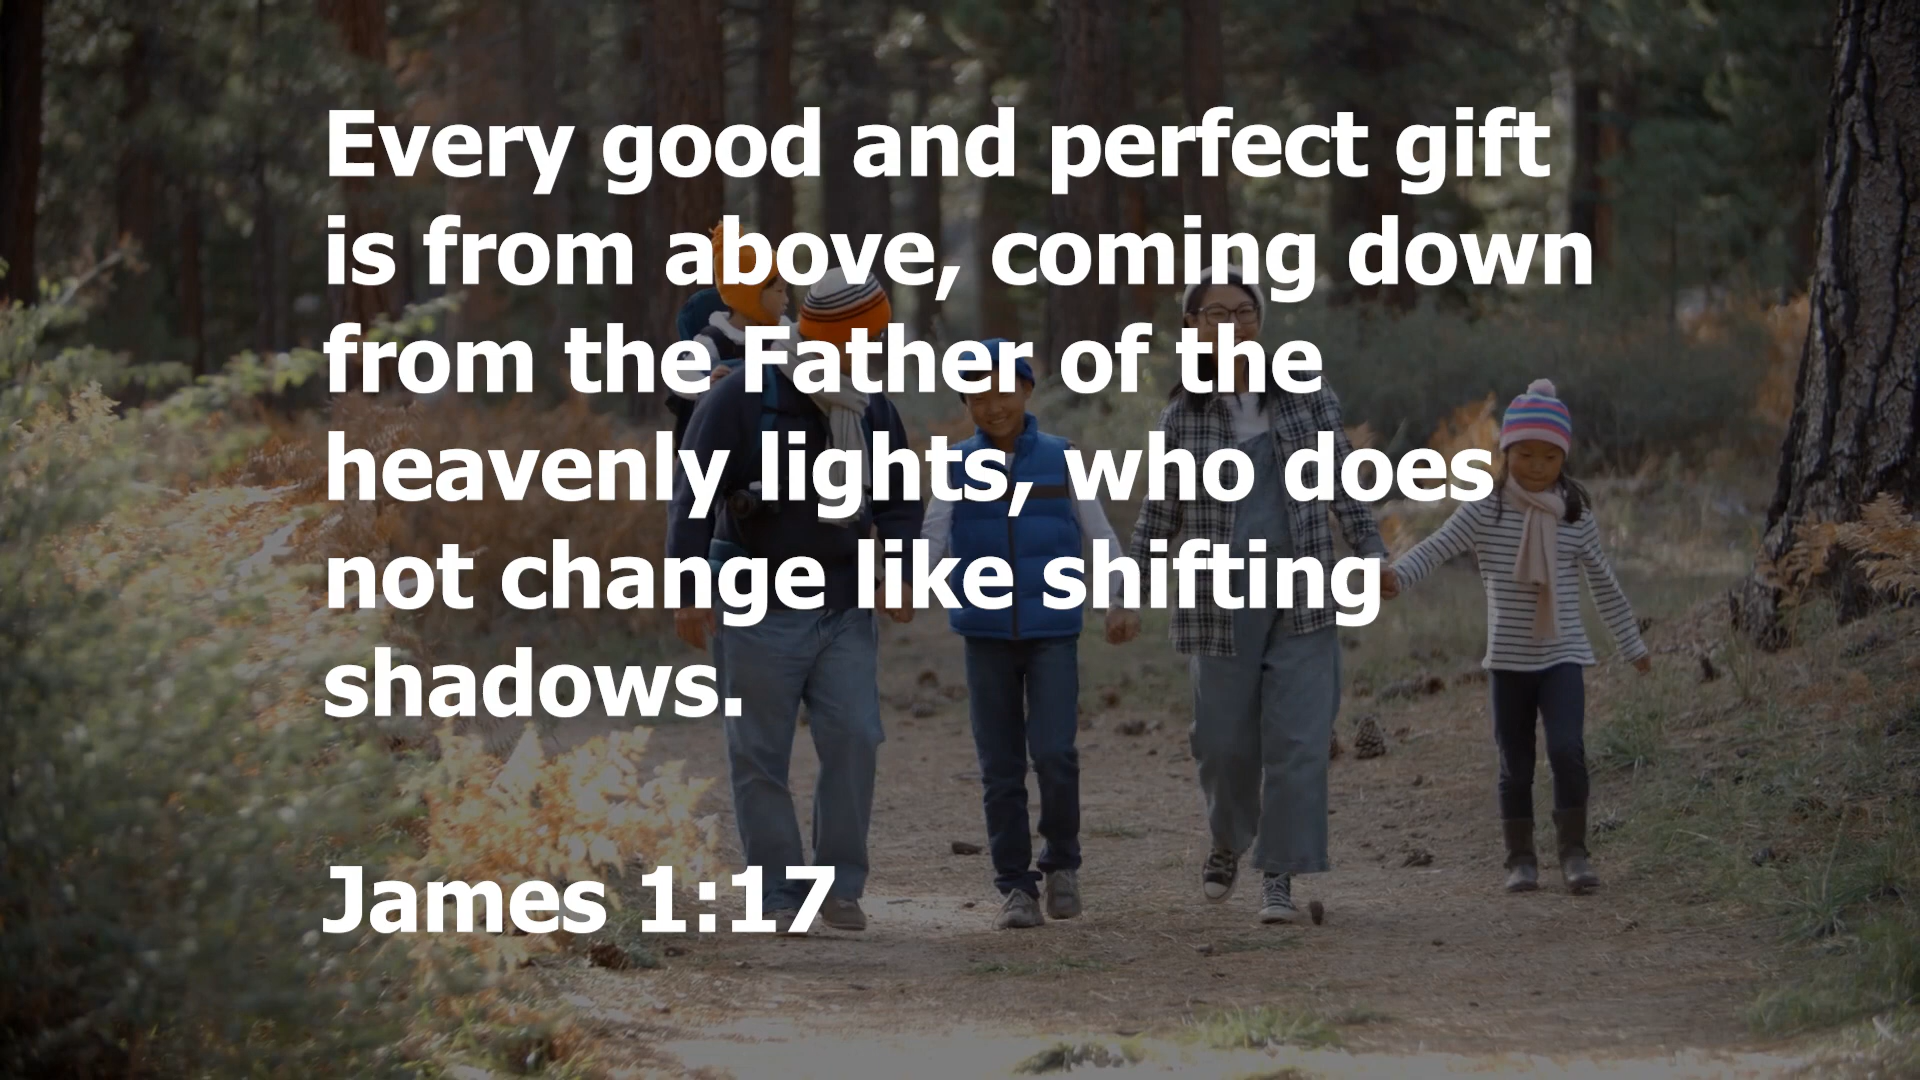 Every good and perfect gift
is from above, coming down
from the Father of the
heavenly lights, who does
not change like shifting
shadows.
James 1:17